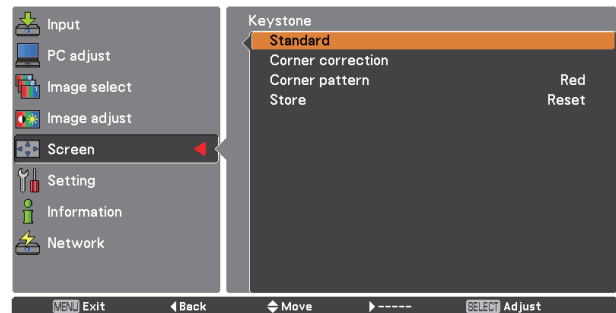 Input
PC adjust
Image select
Image adjust
Screen
Setting
Information
Network
Keystone
Standard
Corner correction
Corner pattern Red
Store Reset
MENU Exit Back Move ----- SELECT Adjust